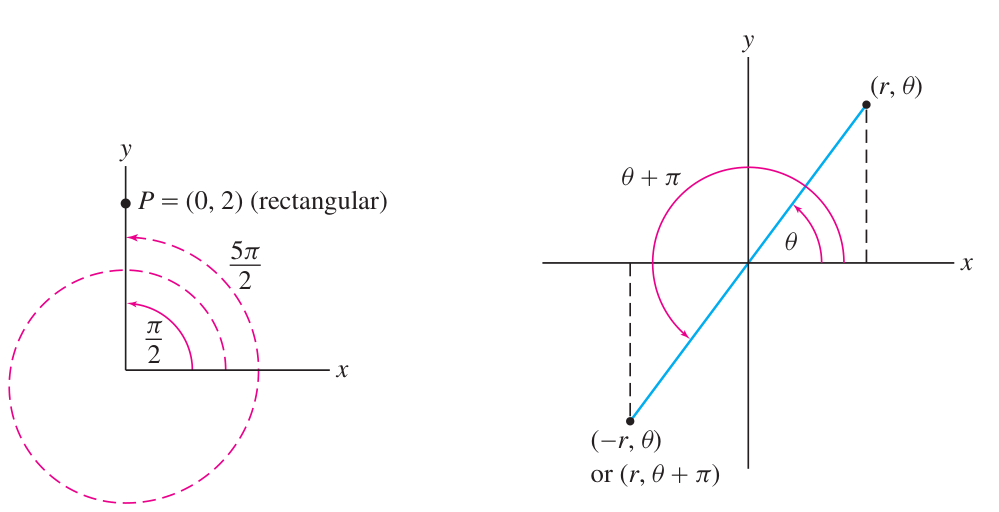 y
P = (0, 2) (rectangular)
5π
2
π
2
x
y
(r, θ)
θ + π
θ
x
(−r, θ)
or (r, θ + π)